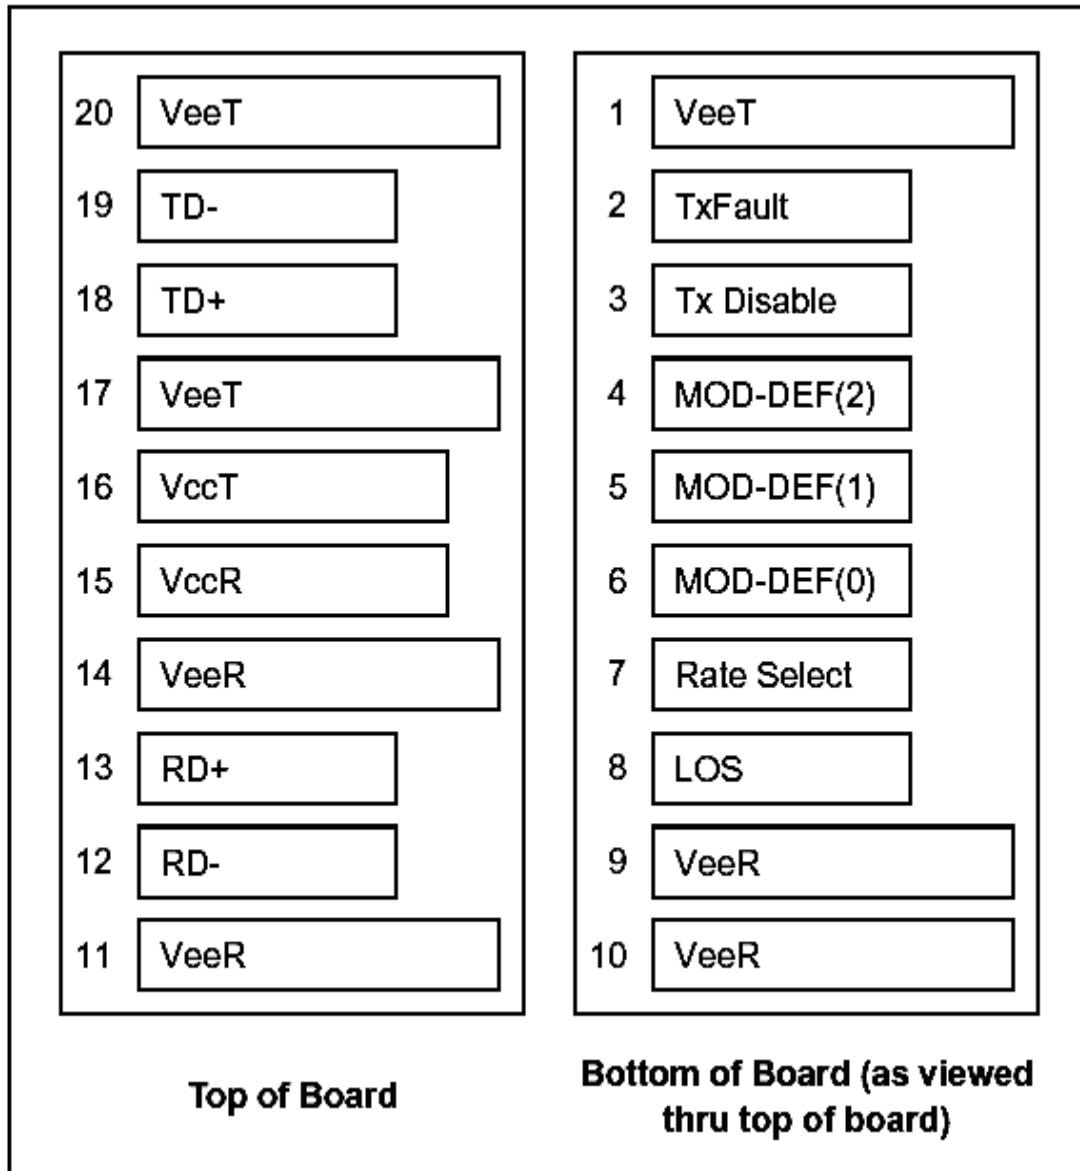 20 VeeT
19 TD-
18 TD+
17 VeeT
16 VccT
15 VccR
14 VeeR
13 RD+
12 RD-
11 VeeR
Top of Board
1 VeeT
2 TxFault
3 Tx Disable
4 MOD-DEF(2)
5 MOD-DEF(1)
6 MOD-DEF(0)
7 Rate Select
8 LOS
9 VeeR
10 VeeR
Bottom of Board (as viewed
thru top of board)